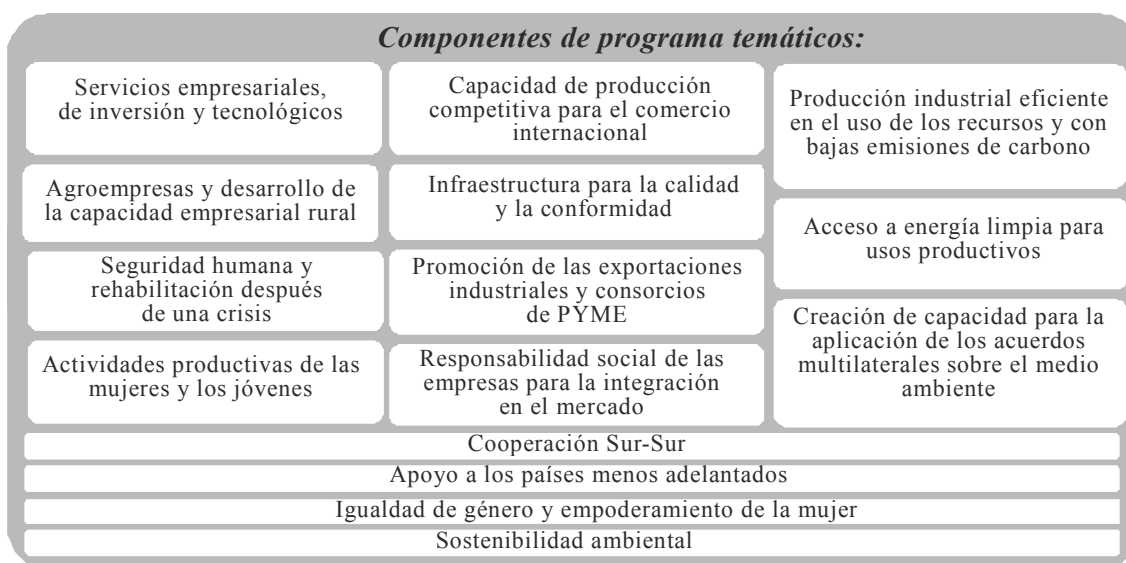 Componentes de programa temáticos:
Servicios empresariales,
de inversión y tecnológicos
Agroempresas y desarrollo de
la capacidad empresarial rural
Seguridad humana y
rehabilitación después
de una crisis
Actividades productivas de las
mujeres y los jóvenes
Capacidad de producción
competitiva para el comercio
internacional
Infraestructura para la calidad
y la conformidad
Promoción de las exportaciones
industriales y consorcios
de PYME
Responsabilidad social de las
empresas para la integración
en el mercado
Producción industrial eficiente
en el uso de los recursos y con
bajas emisiones de carbono
Acceso a energía limpia para
usos productivos
Creación de capacidad para la
aplicación de los acuerdos
multilaterales sobre el medio
ambiente
Cooperación Sur-Sur
Apoyo a los países menos adelantados
Igualdad de género y empoderamiento de la mujer
Sostenibilidad ambiental